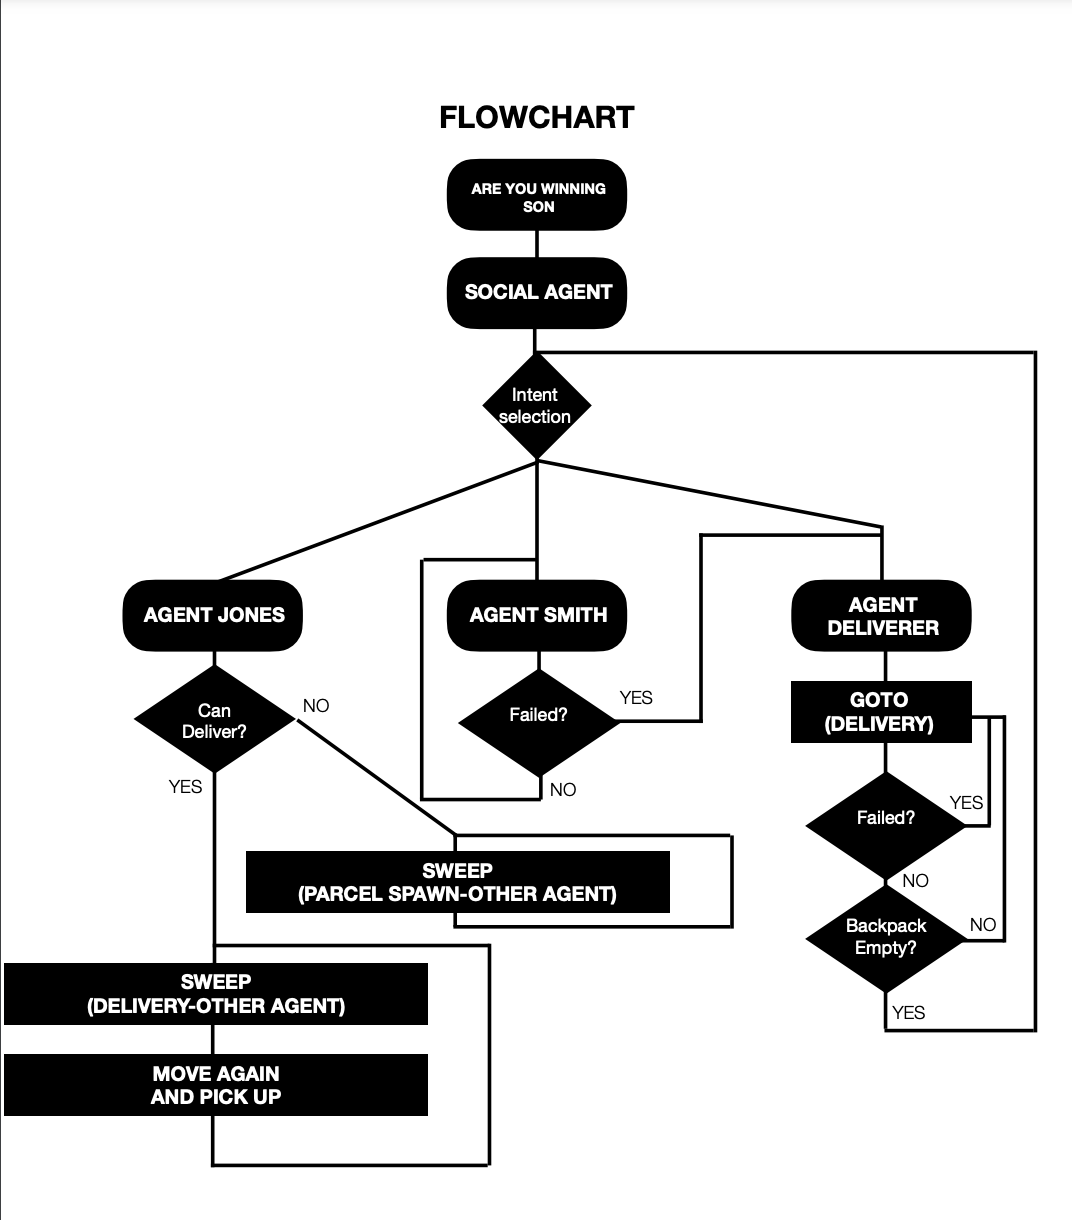 FLOWCHART
ARE YOU WINNING
SON
SOCIAL AGENT
Intent
selection
AGENT JONES
AGENT SMITH
AGENT
DELIVERER
Can
Deliver?
NO
YES
Failed?
YES
NO
GOTO
(DELIVERY)
Failed?
YES
NO
Backpack
Empty?
NO
YES
SWEEP
(PARCEL SPAWN-OTHER AGENT)
SWEEP
(DELIVERY-OTHER AGENT)
MOVE AGAIN
AND PICK UP